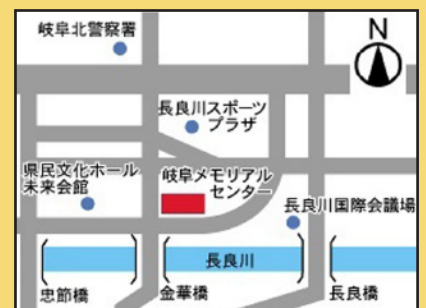 岐阜北警察署
N
長良川スポーツ
プラザ
県民文化ホール
未来会館
岐阜メモリアル
センター
長良川国際会議場
長良川
忠節橋
金華橋
長良橋